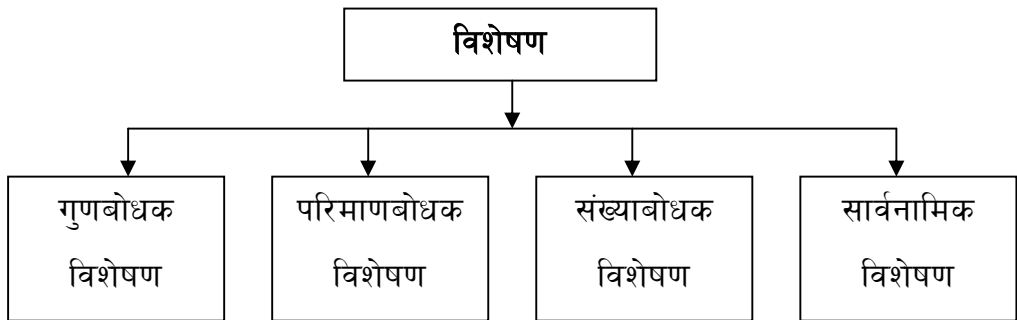 विशेषण
गुणबोधक
विशेषण
परिमाणबोधक
विशेषण
संख्याबोधक
विशेषण
सार्वनामिक
विशेषण